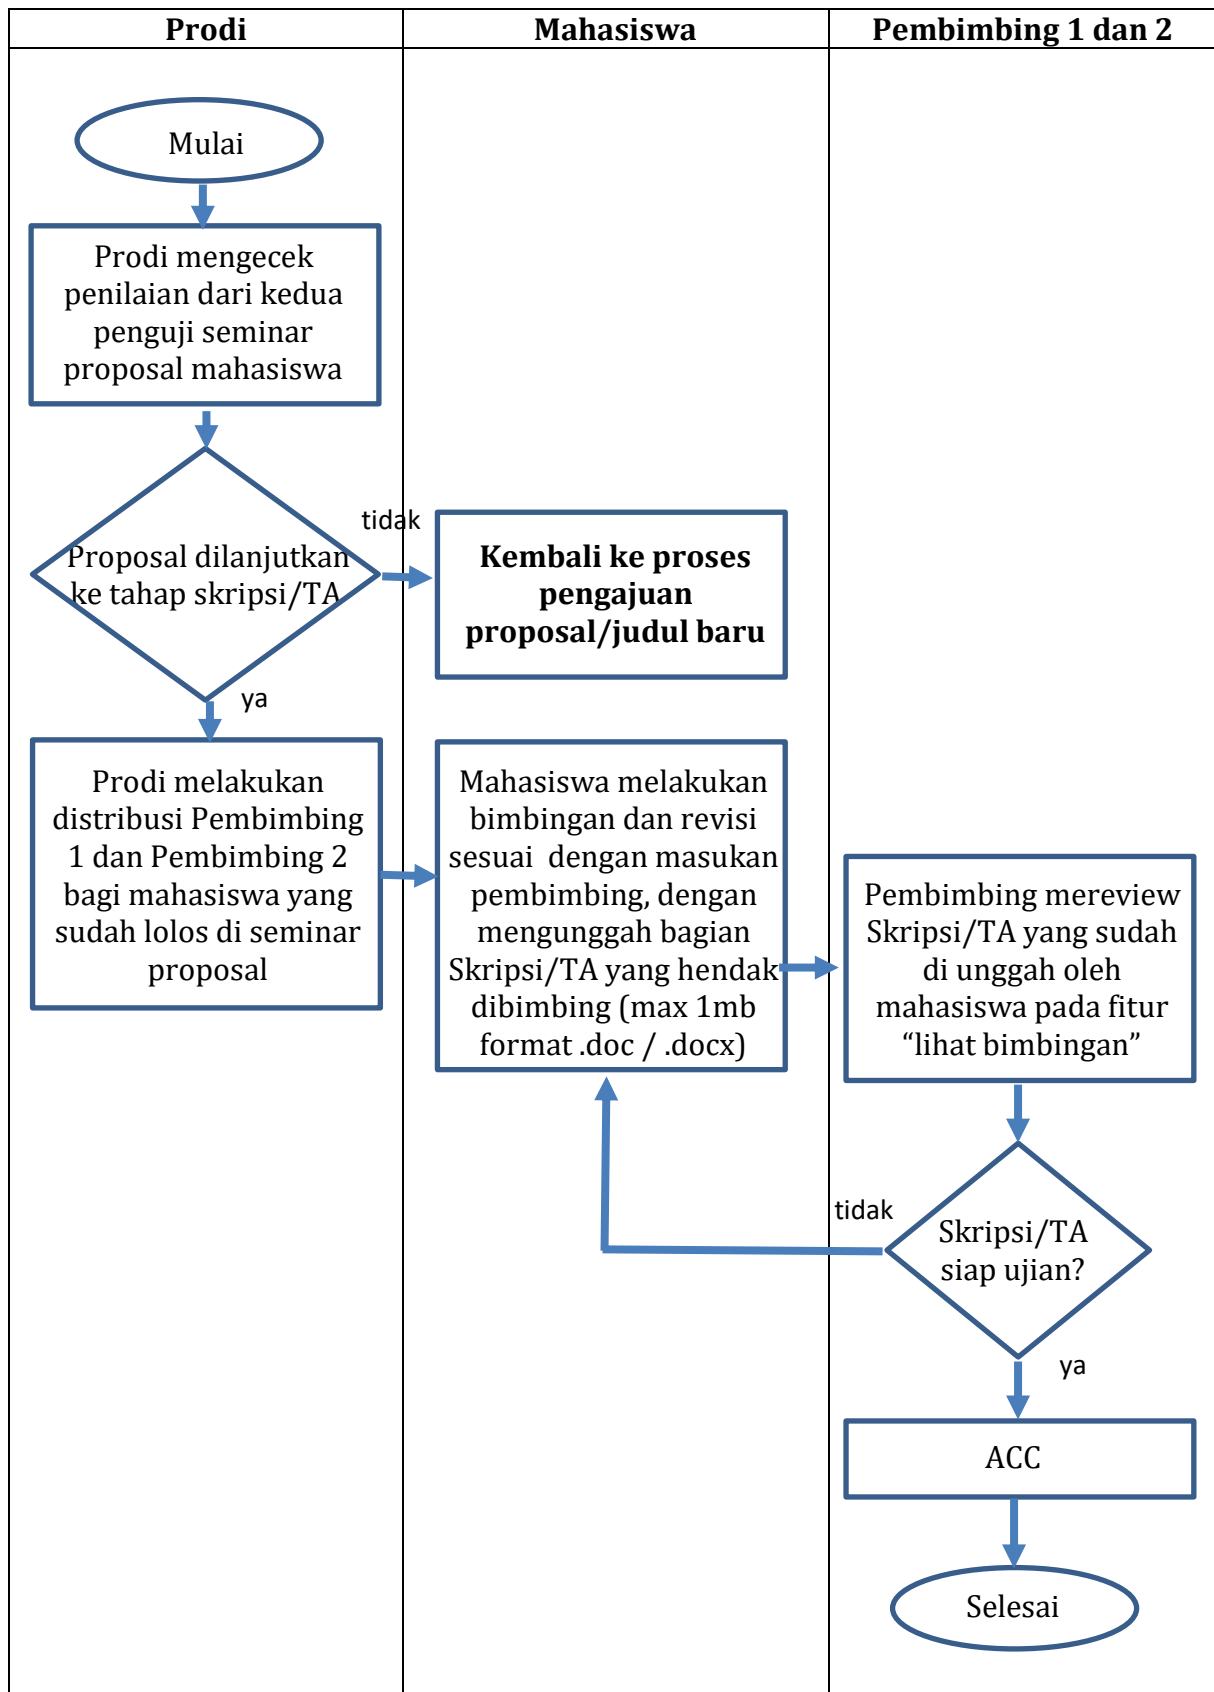 Prodi
Mahasiswa
Pembimbing 1 dan 2
Mulai
Prodi mengecek
penilaian dari kedua
penguji seminar
proposal mahasiswa
tidak
Proposal dilanjutkan
ke tahap skripsi/TA
Kembali ke proses
pengajuan
proposal/judul baru
ya
Prodi melakukan
distribusi Pembimbing
1 dan Pembimbing 2
bagi mahasiswa yang
sudah lolos di seminar
proposal
Mahasiswa melakukan
bimbingan dan revisi
sesuai  dengan masukan
pembimbing, dengan
mengunggah bagian
Skripsi/TA yang hendak
dibimbing (max 1mb
format .doc / .docx)
Pembimbing mereview
Skripsi/TA yang sudah
di unggah oleh
mahasiswa pada fitur
“lihat bimbingan”
tidak
Skripsi/TA
siap ujian?
ya
ACC
Selesai